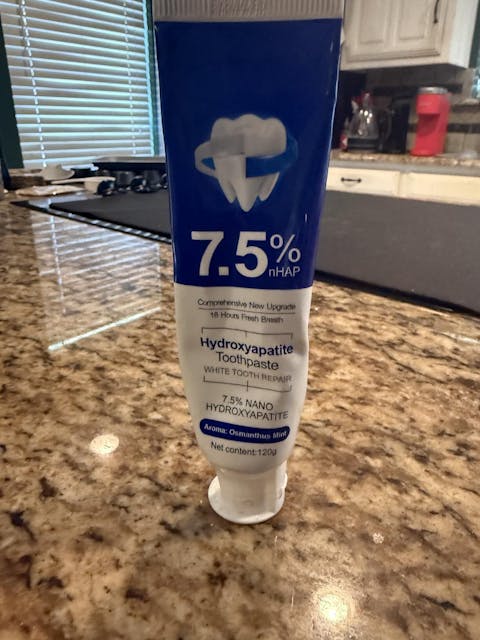 7.5%
nHAP
Comprehensive New Upgrade
16 Hours Fresh Breath
Hydroxyapatite
Toothpaste
WHITE TOOTH REPAIR
7.5% NANO
HYDROXYAPATITE
Aroma: Osmanthus Mint
Net content:120g